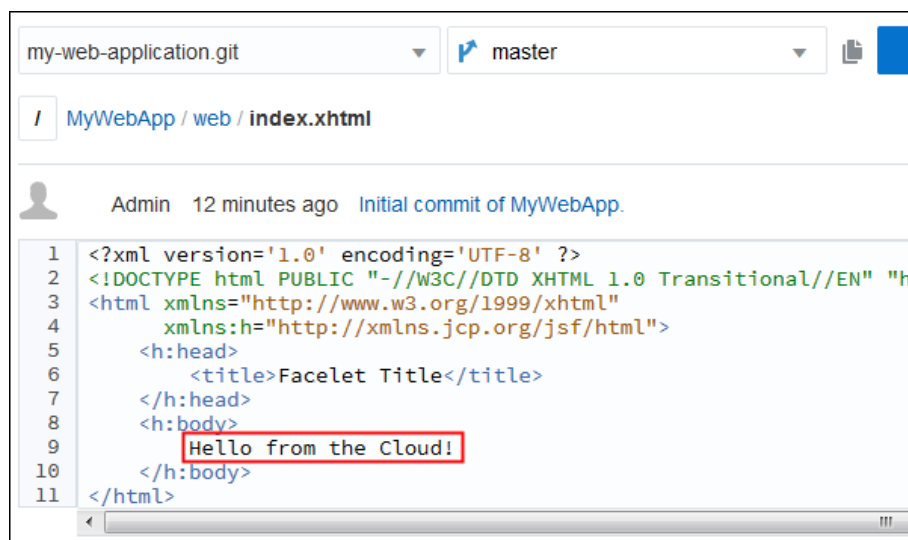 my-web-application.git master
/ MyWebApp / web / index.xhtml
Admin 12 minutes ago Initial commit of MyWebApp.
1 <?xml version='1.0' encoding='UTF-8' ?>
2 <!DOCTYPE html PUBLIC "-//W3C//DTD XHTML 1.0 Transitional//EN" "h
3 <html xmlns="http://www.w3.org/1999/xhtml"
4 xmlns:h="http://xmlns.jcp.org/jsf/html">
5 <h:head>
6 <title>Facelet Title</title>
7 </h:head>
8 <h:body>
9 Hello from the Cloud!
10 </h:body>
11 </html>